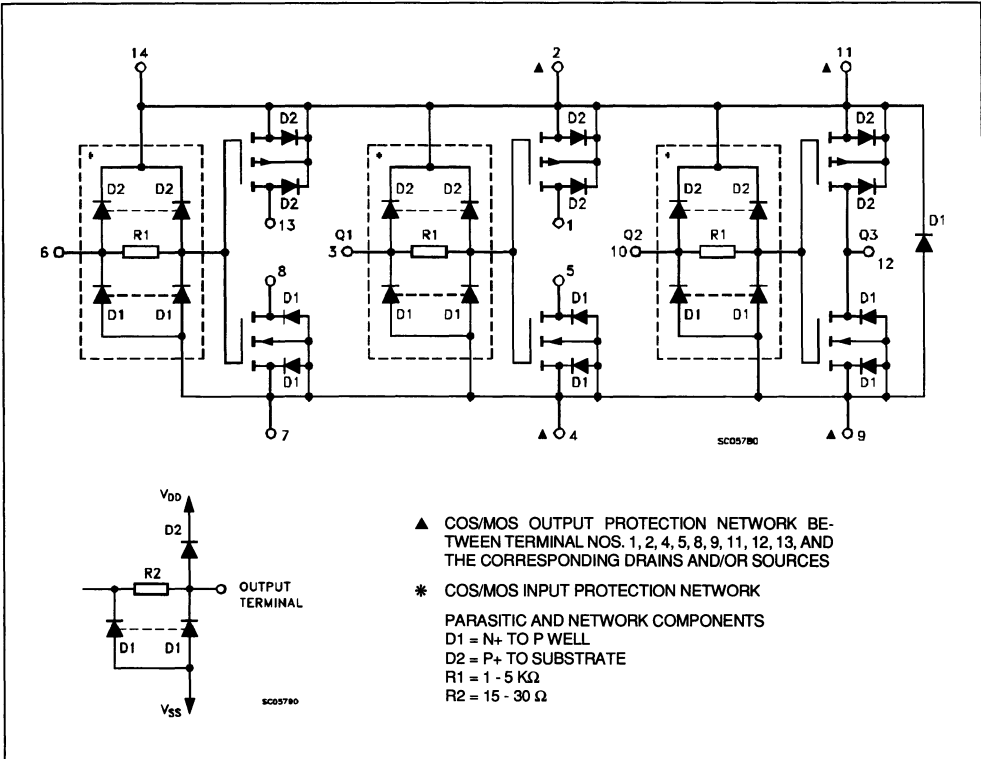 14
2
11
▲
▲
D2
D2
D2
*
*
*
D2 D2
D2 D2
D2 D2
D2
D2
D2
13
1
R1
R1
R1
6
Q1
3
Q2
10
Q3
12
D1
8
5
D1
D1
D1
D1 D1
D1 D1
D1 D1
D1
D1
D1
7
▲ 4
▲ 9
SC05780
VDD
D2
R2
OUTPUT
TERMINAL
D1 D1
VSS
SC05790
▲ COS/MOS OUTPUT PROTECTION NETWORK BE-
TWEEN TERMINAL NOS. 1, 2, 4, 5, 8, 9, 11, 12, 13, AND
THE CORRESPONDING DRAINS AND/OR SOURCES
* COS/MOS INPUT PROTECTION NETWORK
PARASITIC AND NETWORK COMPONENTS
D1 = N+ TO P WELL
D2 = P+ TO SUBSTRATE
R1 = 1 - 5 KΩ
R2 = 15 - 30 Ω